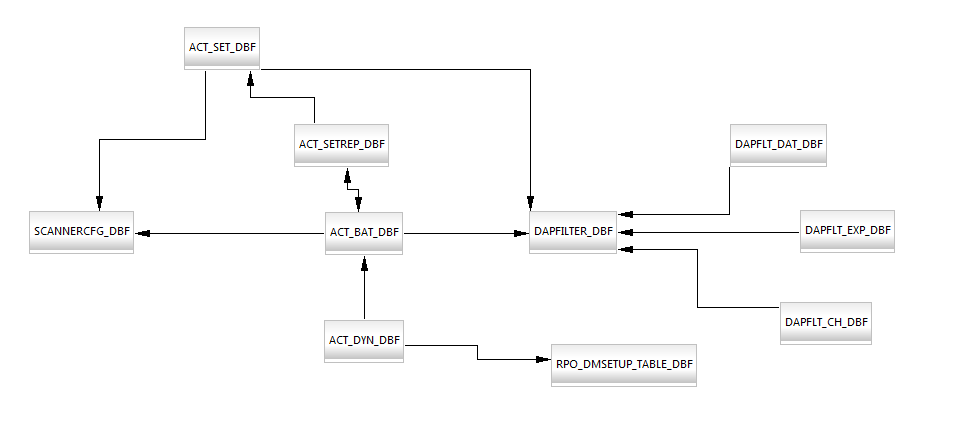 ACT_SET_DBF
ACT_SETREP_DBF
DAPFLT_DAT_DBF
SCANNERCFG_DBF
ACT_BAT_DBF
DAPFILTER_DBF
DAPFLT_EXP_DBF
DAPFLT_CH_DBF
ACT_DYN_DBF
RPO_DMSETUP_TABLE_DBF